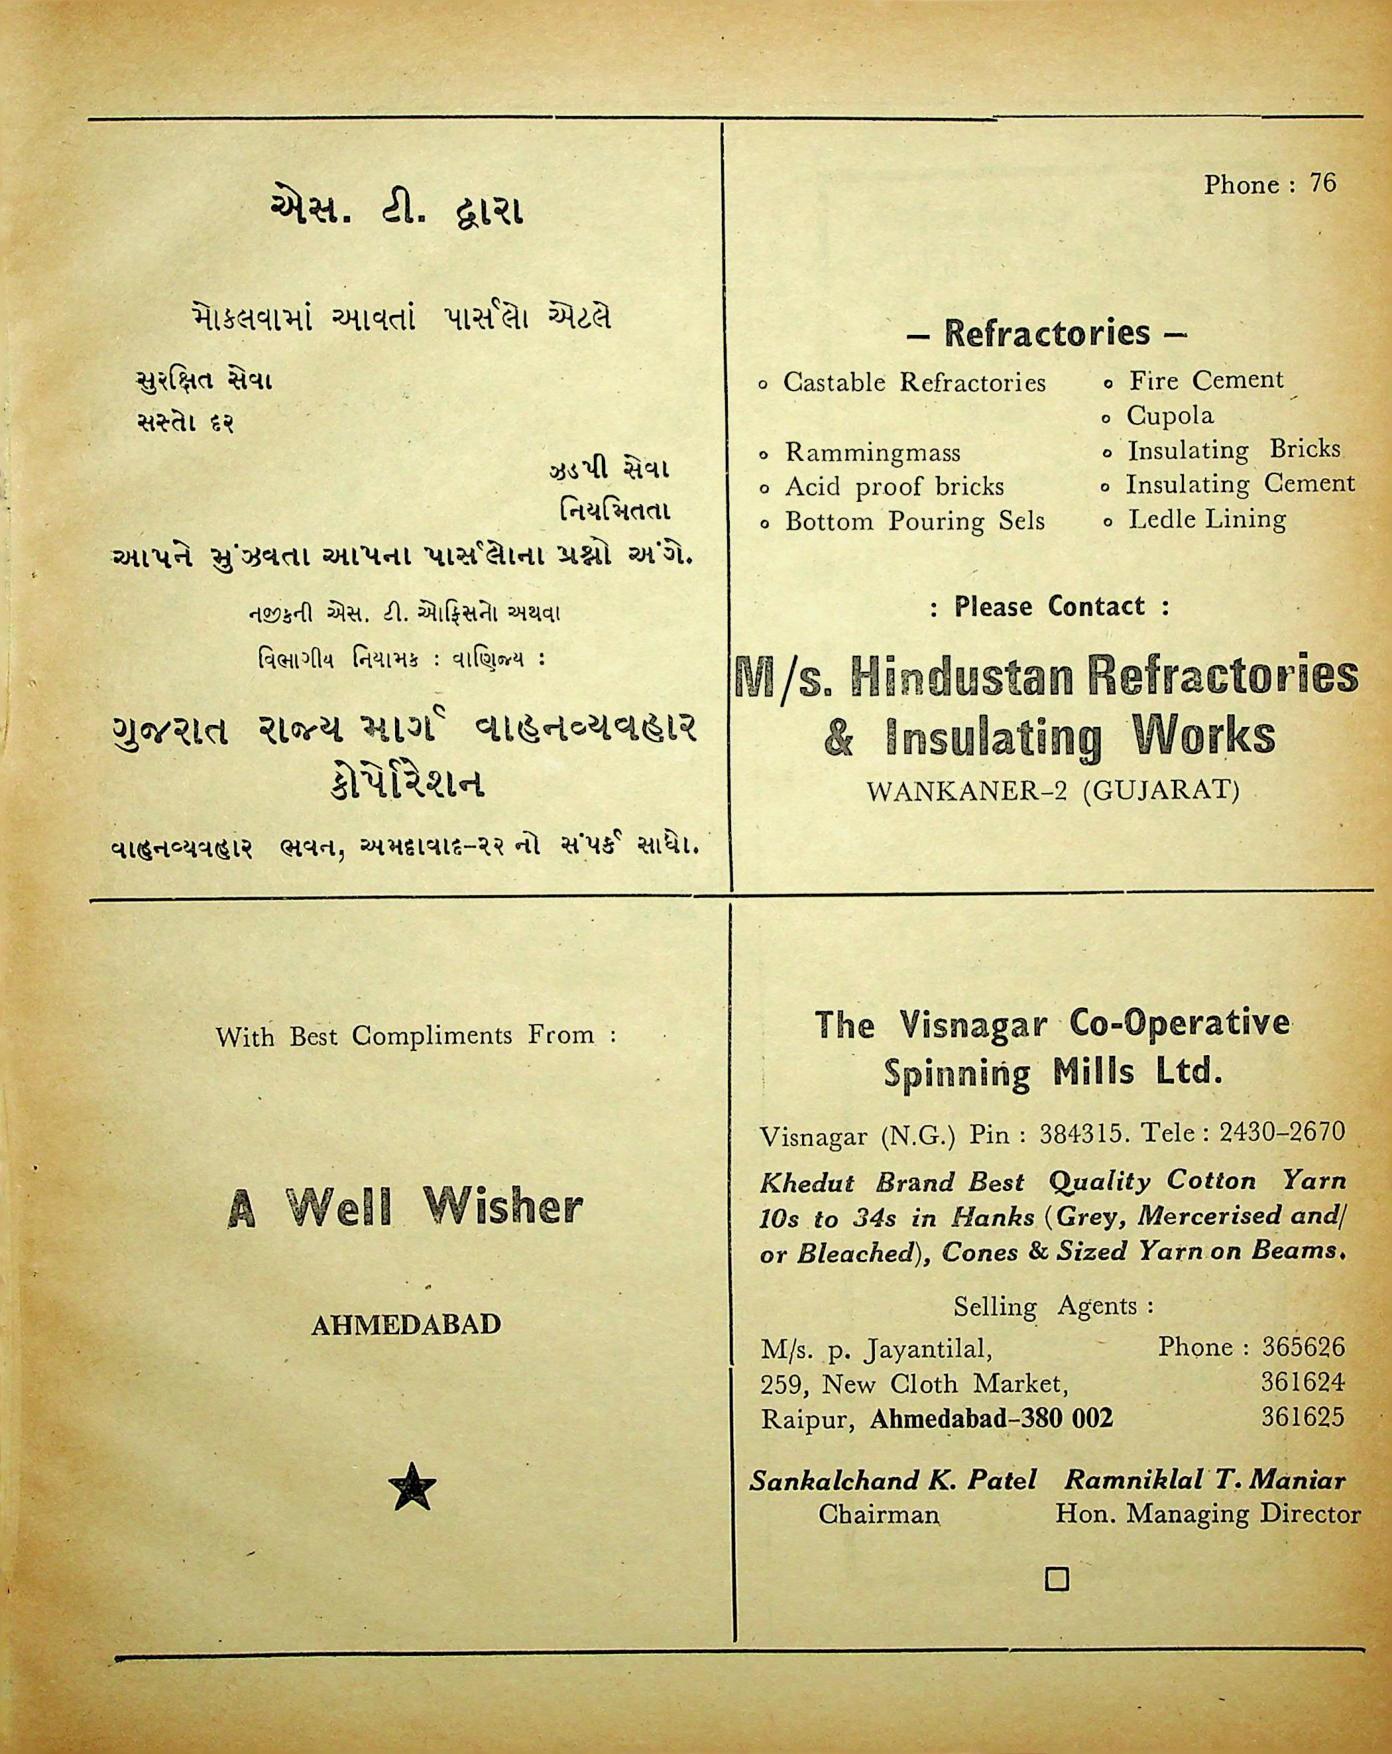 એસ. ટી. દ્વારા
મોકલવામાં આવતાં પાર્સલો એટલે
સુરક્ષિત સેવા
સસ્તો દર
ઝડપી સેવા
નિયમિતતા
આપને મુંઝવતા આપના પાર્સલોના પ્રશ્નો અંગે.
નજીકની એસ. ટી. ઓફિસનો અથવા
વિભાગીય નિયામક : વાણિજ્ય :
ગુજરાત રાજ્ય માર્ગ વાહનવ્યવહાર
કોર્પોરેશન
વાહનવ્યવહાર ભવન, અમદાવાદ-૨૨ નો સંપર્ક સાધો.
Phone : 76
– Refractories –
o Castable Refractories o Fire Cement
o Cupola
o Rammingmass o Insulating Bricks
o Acid proof bricks o Insulating Cement
o Bottom Pouring Sels o Ledle Lining
: Please Contact :
M/s. Hindustan Refractories
& Insulating Works
WANKANER–2 (GUJARAT)
With Best Compliments From :
A Well Wisher
AHMEDABAD
The Visnagar Co-Operative
Spinning Mills Ltd.
Visnagar (N.G.) Pin : 384315. Tele : 2430–2670
Khedut Brand Best Quality Cotton Yarn
10s to 34s in Hanks (Grey, Mercerised and/
or Bleached), Cones & Sized Yarn on Beams.
Selling Agents :
M/s. p. Jayantilal, Phone : 365626
259, New Cloth Market, 361624
Raipur, Ahmedabad–380 002 361625
Sankalchand K. Patel Ramniklal T. Maniar
Chairman Hon. Managing Director